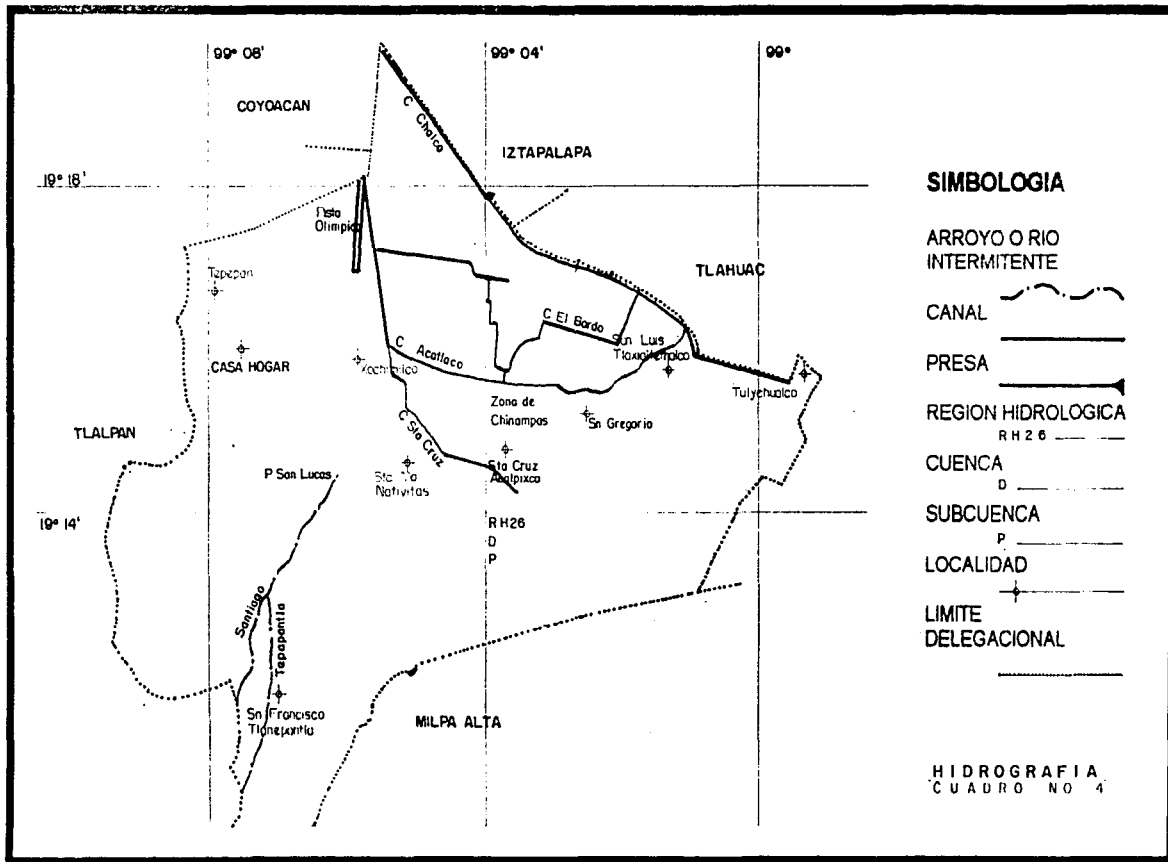 99° 08'
99° 04'
99°
COYOACAN
C Chalco
IZTAPALAPA
19° 18'
Pista
Olimpica
TLAHUAC
Tepepan
C El Bordo
San Luis
Tlaxialtemalco
CASA HOGAR
Xochimilco
C Acatlaco
Tulyehualco
Zona de
Chinampas
Sn Gregorio
TLALPAN
C Sta Cruz
P San Lucas
Nativitas
Sta Cruz
Acalpixca
19° 14'
RH26
D
P
Santiago
Tepapantla
Sn Francisco
Tlanepantla
MILPA ALTA
SIMBOLOGIA
ARROYO O RIO
INTERMITENTE
CANAL
PRESA
REGION HIDROLOGICA
RH26
CUENCA
D
SUBCUENCA
P
LOCALIDAD
LIMITE
DELEGACIONAL
HIDROGRAFIA
CUADRO NO 4